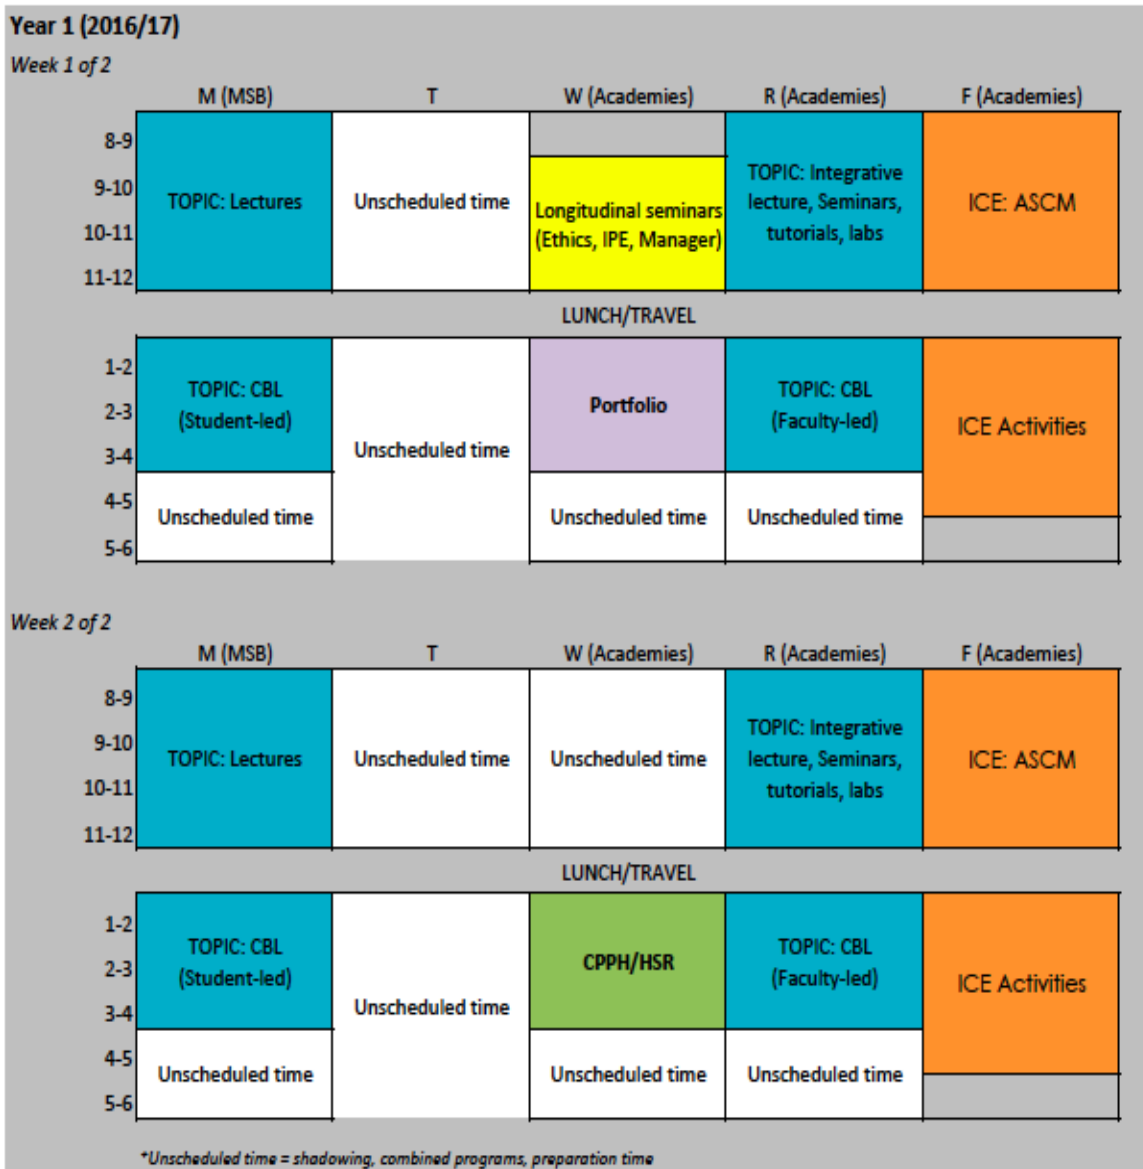 Year 1 (2016/17)
Week 1 of 2
M (MSB) T W (Academies) R (Academies) F (Academies)
8-9
9-10
10-11
11-12
TOPIC: Lectures
Unscheduled time
Longitudinal seminars
(Ethics, IPE, Manager)
TOPIC: Integrative
lecture, Seminars,
tutorials, labs
ICE: ASCM
LUNCH/TRAVEL
1-2
2-3
3-4
4-5
5-6
TOPIC: CBL
(Student-led)
Unscheduled time
Unscheduled time
Portfolio
Unscheduled time
TOPIC: CBL
(Faculty-led)
Unscheduled time
ICE Activities
Week 2 of 2
M (MSB) T W (Academies) R (Academies) F (Academies)
8-9
9-10
10-11
11-12
TOPIC: Lectures
Unscheduled time
Unscheduled time
TOPIC: Integrative
lecture, Seminars,
tutorials, labs
ICE: ASCM
LUNCH/TRAVEL
1-2
2-3
3-4
4-5
5-6
TOPIC: CBL
(Student-led)
Unscheduled time
Unscheduled time
CPPH/HSR
Unscheduled time
TOPIC: CBL
(Faculty-led)
Unscheduled time
ICE Activities
*Unscheduled time = shadowing, combined programs, preparation time